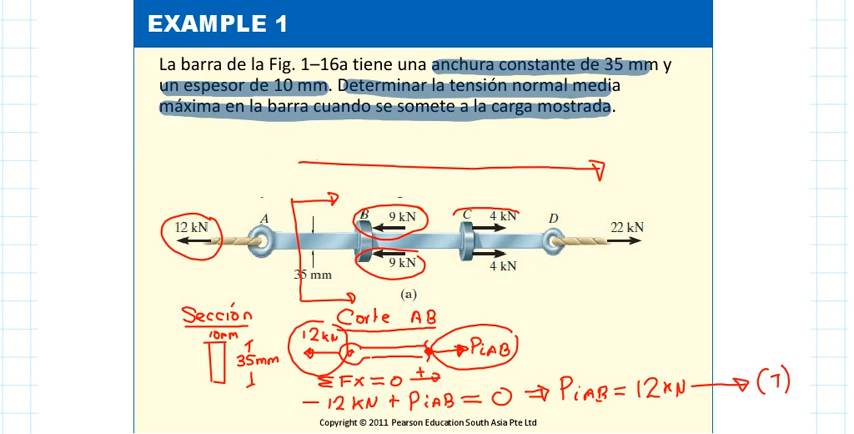 EXAMPLE 1
La barra de la Fig. 1–16a tiene una anchura constante de 35 mm y
un espesor de 10 mm. Determinar la tensión normal media
máxima en la barra cuando se somete a la carga mostrada.
12 kN
A
B
9 kN
C
4 kN
D
22 kN
35 mm
9 kN
4 kN
(a)
Sección
10mm
35mm
Corte AB
12kN
PiAB
ΣFx = 0 +→
- 12 KN + PiAB = 0 ⇒ PiAB = 12KN → (T)
Copyright © 2011 Pearson Education South Asia Pte Ltd